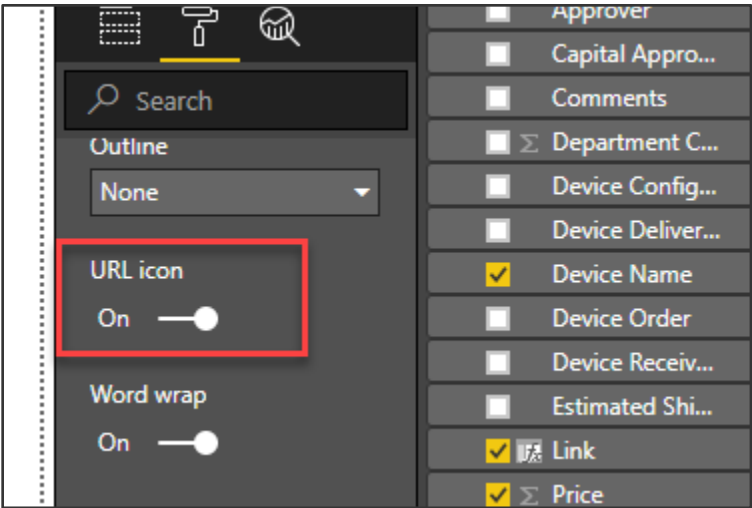 Search
Outline
None
URL icon
On
Word wrap
On
Approver
Capital Appro...
Comments
Σ Department C...
Device Config...
Device Deliver...
Device Name
Device Order
Device Receiv...
Estimated Shi...
Link
Σ Price